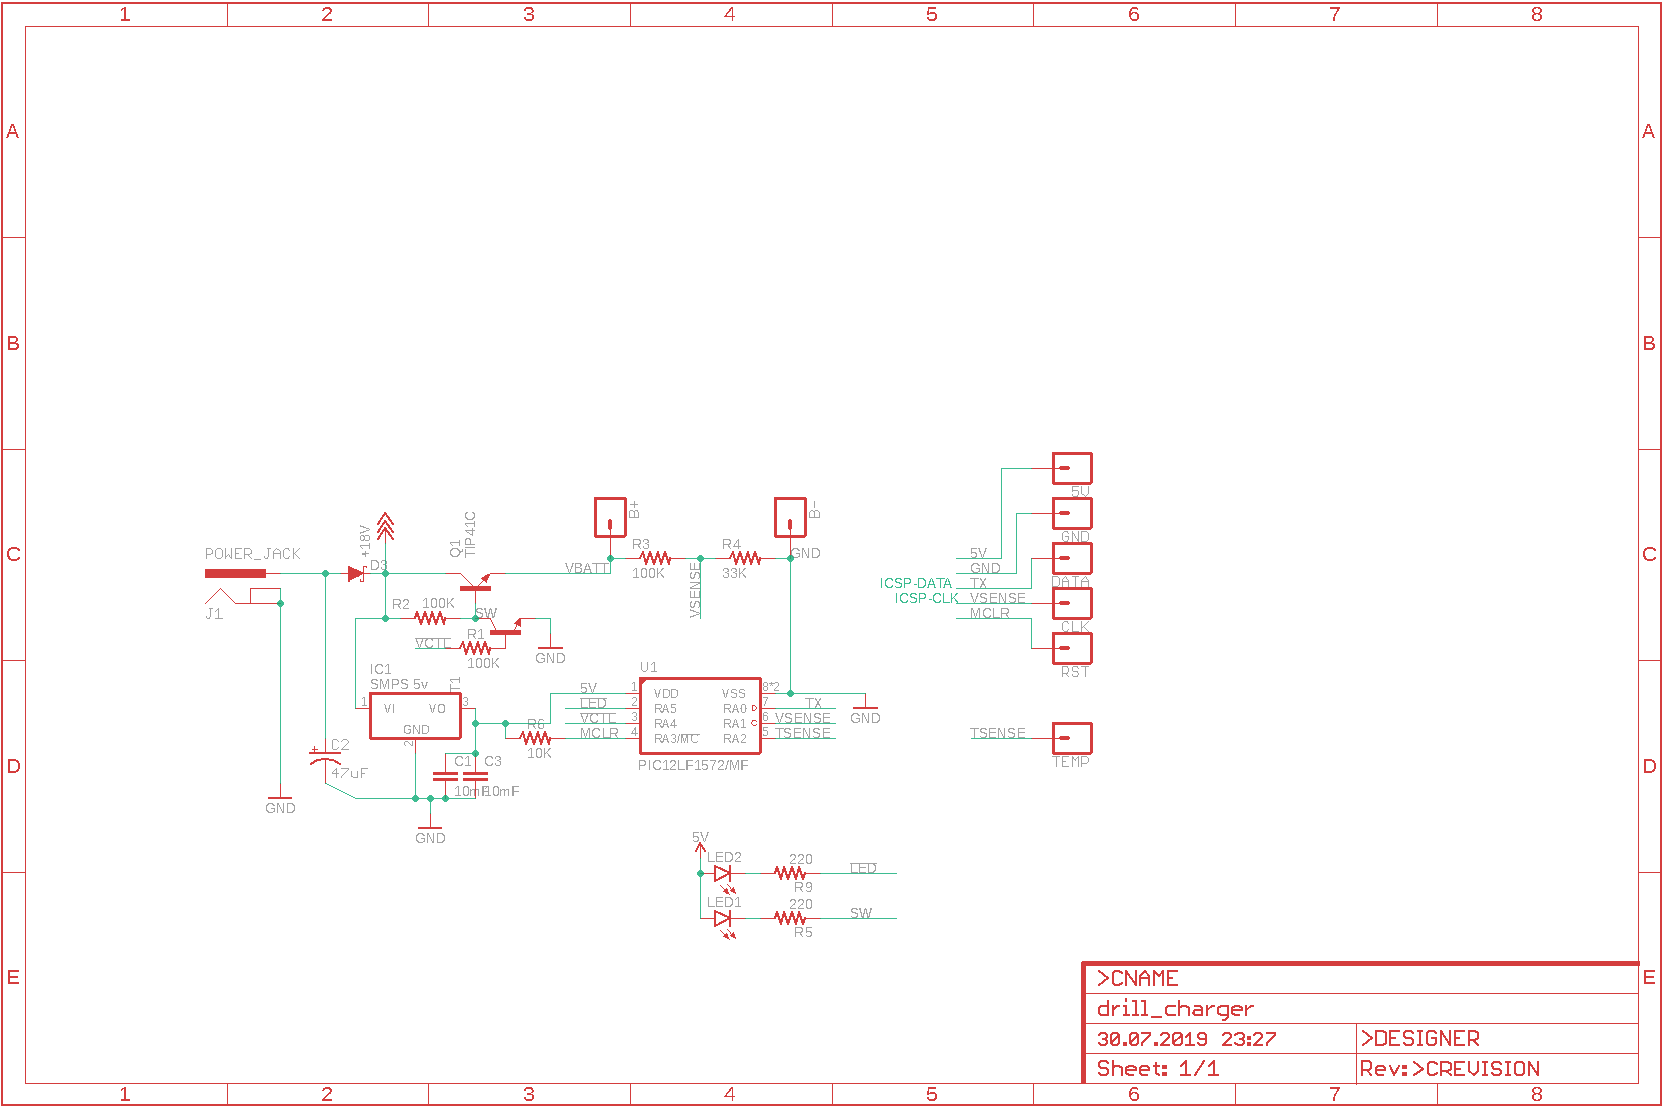 1 2 3 4 5 6 7 8
A A
B B
C C
D D
E E
POWER_JACK
J1
+18V
D3
Q1
TIP41C
R2 100K
SW
R1
VCTL
100K
GND
IC1
SMPS 5v
T1
1 VI VO 3
GND
2
C2
47uF
C1 C3
10mF 10mF
GND
GND
VBATT
B+
R3
100K
VSENSE
R4
33K
B-
GND
R6
10K
U1
5V 1 VDD VSS 8*2
LED 2 RA5 RA0 7 TX
VCTL 3 RA4 RA1 6 VSENSE
MCLR 4 RA3/MC RA2 5 TSENSE
PIC12LF1572/MF
GND
5V
GND
ICSP-DATA TX
ICSP-CLK VSENSE
MCLR
5V
GND
DATA
CLK
RST
TSENSE
TEMP
5V
LED2 220 LED
R9
LED1 220 SW
R5
>CNAME
drill_charger
30.07.2019 23:27 >DESIGNER
Sheet: 1/1 Rev:>CREVISION
1 2 3 4 5 6 7 8